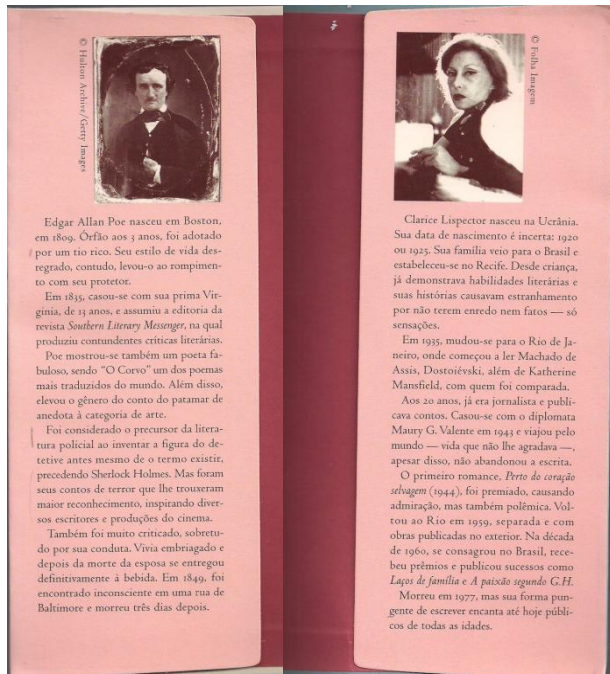 © Hulton Archive/Getty Images
Edgar Allan Poe nasceu em Boston,
em 1809. Órfão aos 3 anos, foi adotado
por um tio rico. Seu estilo de vida des-
regrado, contudo, levou-o ao rompimen-
to com seu protetor.
Em 1835, casou-se com sua prima Vir-
ginia, de 13 anos, e assumiu a editoria da
revista Southern Literary Messenger, na qual
produziu contundentes críticas literárias.
Poe mostrou-se também um poeta fa-
buloso, sendo “O Corvo” um dos poemas
mais traduzidos do mundo. Além disso,
elevou o gênero do conto do patamar de
anedota à categoria de arte.
Foi considerado o precursor da litera-
tura policial ao inventar a figura do de-
tetive antes mesmo de o termo existir,
precedendo Sherlock Holmes. Mas foram
seus contos de terror que lhe trouxeram
maior reconhecimento, inspirando diver-
sos escritores e produções do cinema.
Também foi muito criticado, sobretu-
do por sua conduta. Vivia embriagado e
depois da morte da esposa se entregou
definitivamente à bebida. Em 1849, foi
encontrado inconsciente em uma rua de
Baltimore e morreu três dias depois.
© Folha Imagem
Clarice Lispector nasceu na Ucrânia.
Sua data de nascimento é incerta: 1920
ou 1925. Sua família veio para o Brasil e
estabeleceu-se no Recife. Desde criança,
já demonstrava habilidades literárias e
suas histórias causavam estranhamento
por não terem enredo nem fatos — só
sensações.
Em 1935, mudou-se para o Rio de Ja-
neiro, onde começou a ler Machado de
Assis, Dostoiévski, além de Katherine
Mansfield, com quem foi comparada.
Aos 20 anos, já era jornalista e publi-
cava contos. Casou-se com o diplomata
Maury G. Valente em 1943 e viajou pelo
mundo — vida que não lhe agradava —,
apesar disso, não abandonou a escrita.
O primeiro romance, Perto do coração
selvagem (1944), foi premiado, causando
admiração, mas também polêmica. Vol-
tou ao Rio em 1959, separada e com
obras publicadas no exterior. Na década
de 1960, se consagrou no Brasil, rece-
beu prêmios e publicou sucessos como
Laços de família e A paixão segundo G.H.
Morreu em 1977, mas sua forma pun-
gente de escrever encanta até hoje públi-
cos de todas as idades.